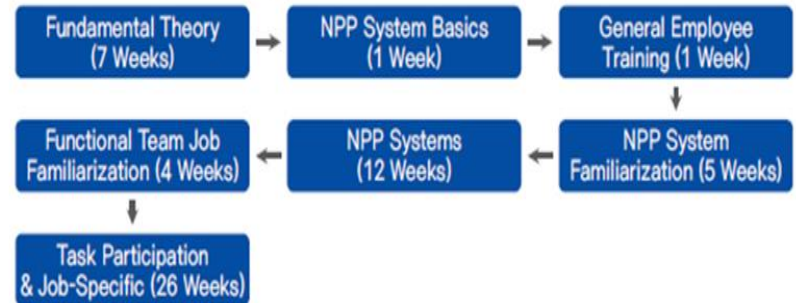 Fundamental Theory
(7 Weeks)
NPP System Basics
(1 Week)
General Employee
Training (1 Week)
NPP System
Familiarization (5 Weeks)
NPP Systems
(12 Weeks)
Functional Team Job
Familiarization (4 Weeks)
Task Participation
& Job-Specific (26 Weeks)